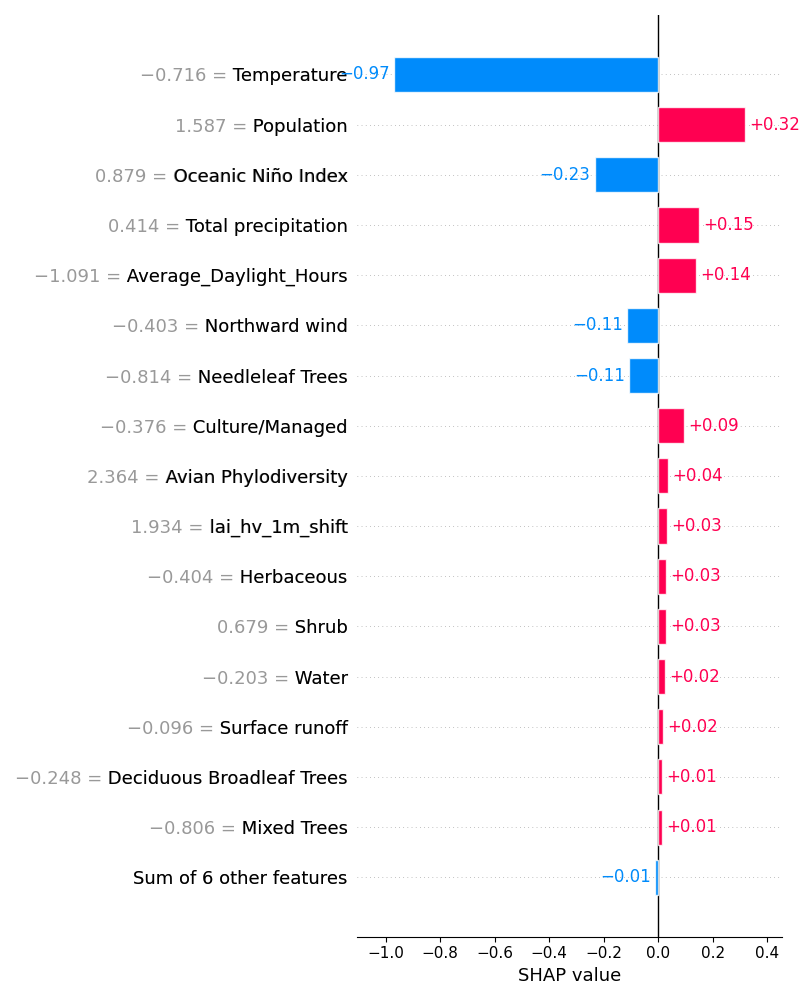 −0.716 = Temperature −0.97
1.587 = Population +0.32
0.879 = Oceanic Niño Index −0.23
0.414 = Total precipitation +0.15
−1.091 = Average_Daylight_Hours +0.14
−0.403 = Northward wind −0.11
−0.814 = Needleleaf Trees −0.11
−0.376 = Culture/Managed +0.09
2.364 = Avian Phylodiversity +0.04
1.934 = lai_hv_1m_shift +0.03
−0.404 = Herbaceous +0.03
0.679 = Shrub +0.03
−0.203 = Water +0.02
−0.096 = Surface runoff +0.02
−0.248 = Deciduous Broadleaf Trees +0.01
−0.806 = Mixed Trees +0.01
Sum of 6 other features −0.01
−1.0 −0.8 −0.6 −0.4 −0.2 0.0 0.2 0.4
SHAP value